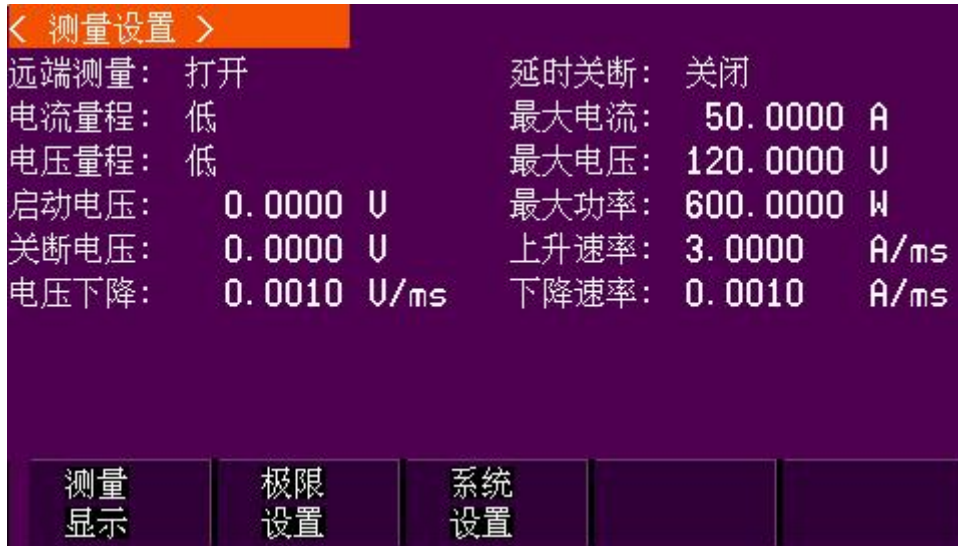 < 测量设置 >
远端测量: 打开 延时关断: 关闭
电流量程: 低 最大电流: 50.0000 A
电压量程: 低 最大电压: 120.0000 V
启动电压: 0.0000 V 最大功率: 600.0000 W
关断电压: 0.0000 V 上升速率: 3.0000 A/ms
电压下降: 0.0010 V/ms 下降速率: 0.0010 A/ms
测量 极限 系统
显示 设置 设置